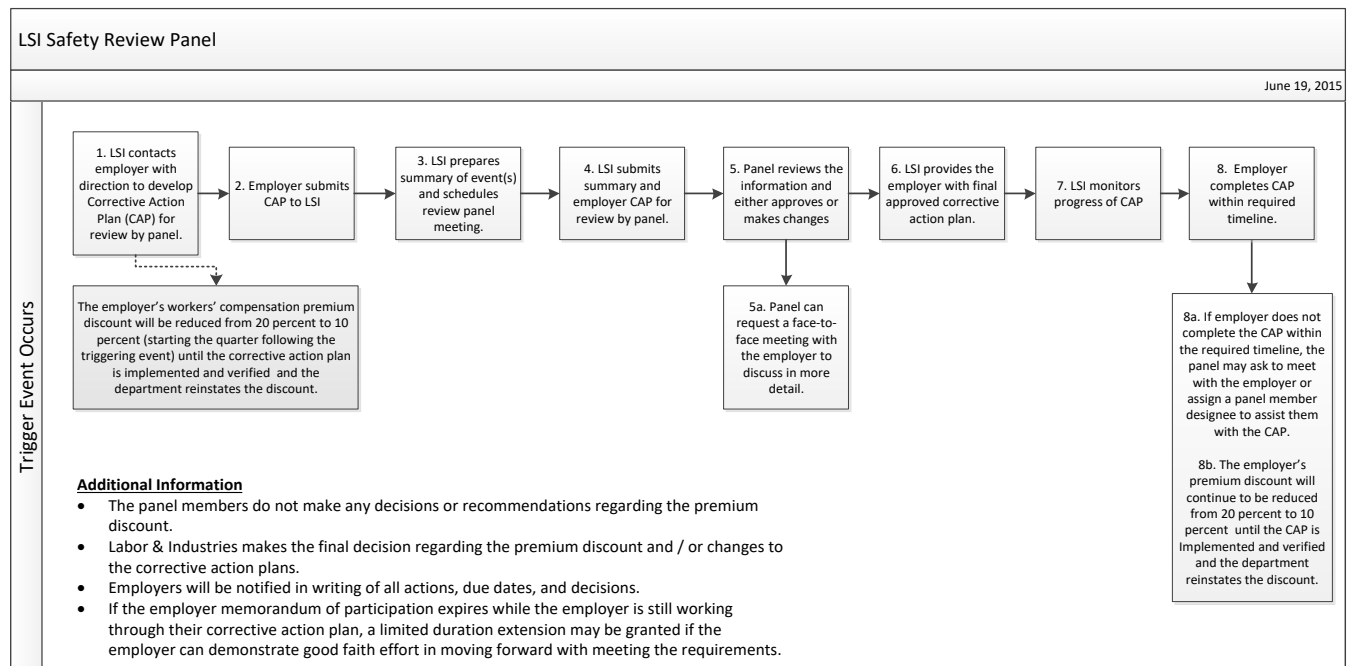 LSI Safety Review Panel
June 19, 2015
Trigger Event Occurs
1. LSI contacts
employer with
direction to develop
Corrective Action
Plan (CAP) for
review by panel.
2. Employer submits
CAP to LSI
3. LSI prepares
summary of event(s)
and schedules
review panel
meeting.
4. LSI submits
summary and
employer CAP for
review by panel.
5. Panel reviews the
information and
either approves or
makes changes
6. LSI provides the
employer with final
approved corrective
action plan.
7. LSI monitors
progress of CAP
8. Employer
completes CAP
within required
timeline.
The employer’s workers’ compensation premium
discount will be reduced from 20 percent to 10
percent (starting the quarter following the
triggering event) until the corrective action plan
is implemented and verified and the
department reinstates the discount.
5a. Panel can
request a face-to-
face meeting with
the employer to
discuss in more
detail.
8a. If employer does not
complete the CAP within
the required timeline, the
panel may ask to meet
with the employer or
assign a panel member
designee to assist them
with the CAP.
8b. The employer’s
premium discount will
continue to be reduced
from 20 percent to 10
percent until the CAP is
Implemented and verified
and the department
reinstates the discount.
Additional Information
• The panel members do not make any decisions or recommendations regarding the premium
discount.
• Labor & Industries makes the final decision regarding the premium discount and / or changes to
the corrective action plans.
• Employers will be notified in writing of all actions, due dates, and decisions.
• If the employer memorandum of participation expires while the employer is still working
through their corrective action plan, a limited duration extension may be granted if the
employer can demonstrate good faith effort in moving forward with meeting the requirements.